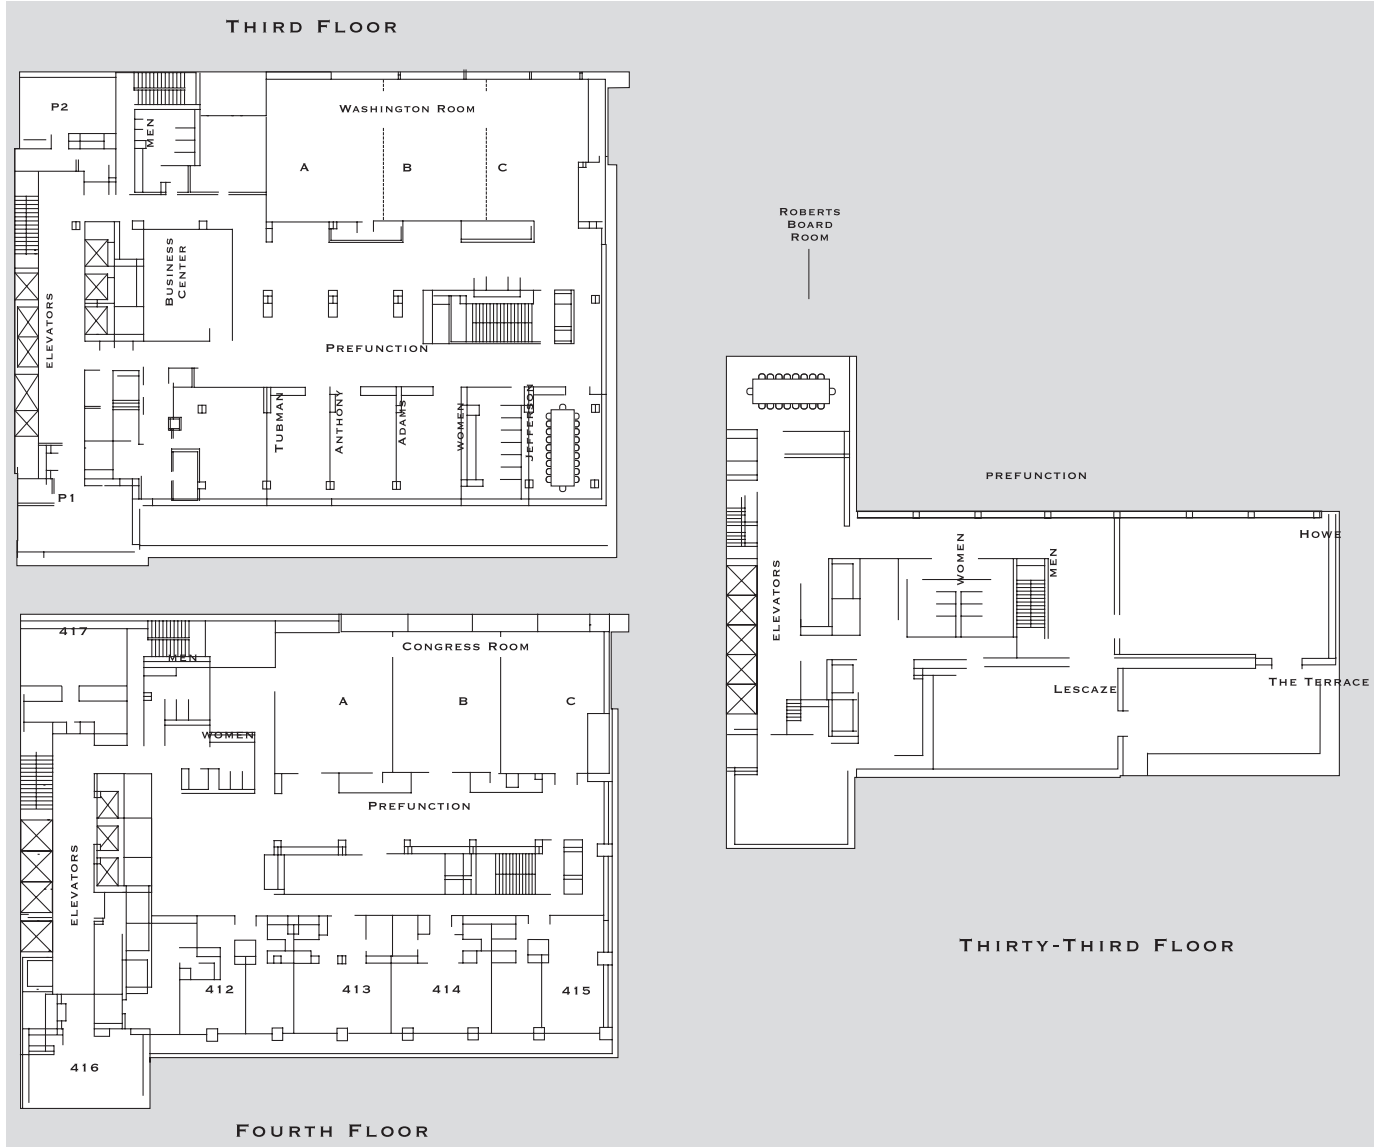 THIRD FLOOR
P2
MEN
WASHINGTON ROOM
A
B
C
BUSINESS
CENTER
ELEVATORS
PREFUNCTION
TUBMAN
ANTHONY
ADAMS
WOMEN
JEFFERSON
P1
417
MEN
WOMEN
CONGRESS ROOM
A
B
C
PREFUNCTION
ELEVATORS
412
413
414
415
416
FOURTH FLOOR
ROBERTS
BOARD
ROOM
PREFUNCTION
HOWE
WOMEN
MEN
ELEVATORS
LESCAZE
THE TERRACE
THIRTY-THIRD FLOOR